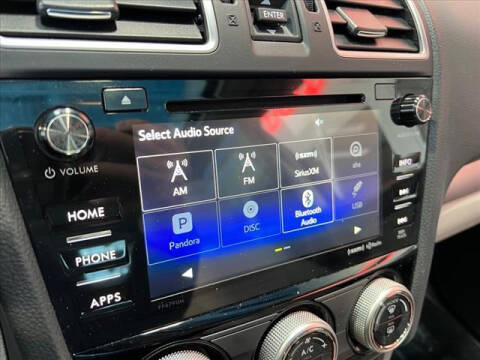 ENTER
Select Audio Source
AM
FM
SiriusXM
aha
Pandora
DISC
Bluetooth
Audio
USB
VOLUME
HOME
PHONE
APPS
INFO
A/C